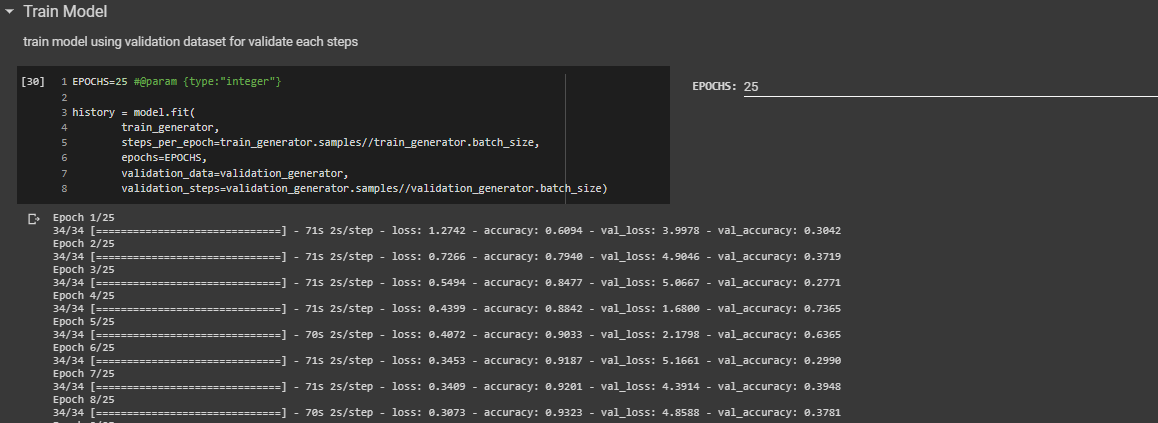 Train Model
train model using validation dataset for validate each steps
[30] 1 EPOCHS=25 #@param {type:"integer"}
2
3 history = model.fit(
4 train_generator,
5 steps_per_epoch=train_generator.samples//train_generator.batch_size,
6 epochs=EPOCHS,
7 validation_data=validation_generator,
8 validation_steps=validation_generator.samples//validation_generator.batch_size)
EPOCHS: 25
Epoch 1/25
34/34 [==============================] - 71s 2s/step - loss: 1.2742 - accuracy: 0.6094 - val_loss: 3.9978 - val_accuracy: 0.3042
Epoch 2/25
34/34 [==============================] - 71s 2s/step - loss: 0.7266 - accuracy: 0.7940 - val_loss: 4.9046 - val_accuracy: 0.3719
Epoch 3/25
34/34 [==============================] - 71s 2s/step - loss: 0.5494 - accuracy: 0.8477 - val_loss: 5.0667 - val_accuracy: 0.2771
Epoch 4/25
34/34 [==============================] - 71s 2s/step - loss: 0.4399 - accuracy: 0.8842 - val_loss: 1.6800 - val_accuracy: 0.7365
Epoch 5/25
34/34 [==============================] - 70s 2s/step - loss: 0.4072 - accuracy: 0.9033 - val_loss: 2.1798 - val_accuracy: 0.6365
Epoch 6/25
34/34 [==============================] - 71s 2s/step - loss: 0.3453 - accuracy: 0.9187 - val_loss: 5.1661 - val_accuracy: 0.2990
Epoch 7/25
34/34 [==============================] - 71s 2s/step - loss: 0.3409 - accuracy: 0.9201 - val_loss: 4.3914 - val_accuracy: 0.3948
Epoch 8/25
34/34 [==============================] - 70s 2s/step - loss: 0.3073 - accuracy: 0.9323 - val_loss: 4.8588 - val_accuracy: 0.3781